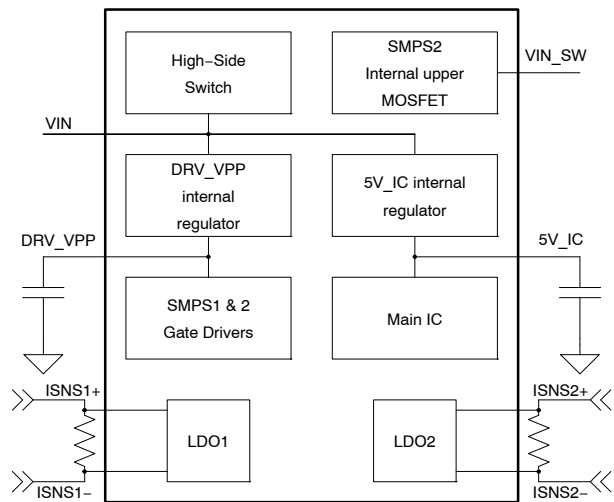 High−Side
Switch
SMPS2
Internal upper
MOSFET
VIN_SW
VIN
DRV_VPP
internal
regulator
5V_IC internal
regulator
DRV_VPP
5V_IC
SMPS1 & 2
Gate Drivers
Main IC
ISNS1+
ISNS2+
LDO1
LDO2
ISNS1−
ISNS2−